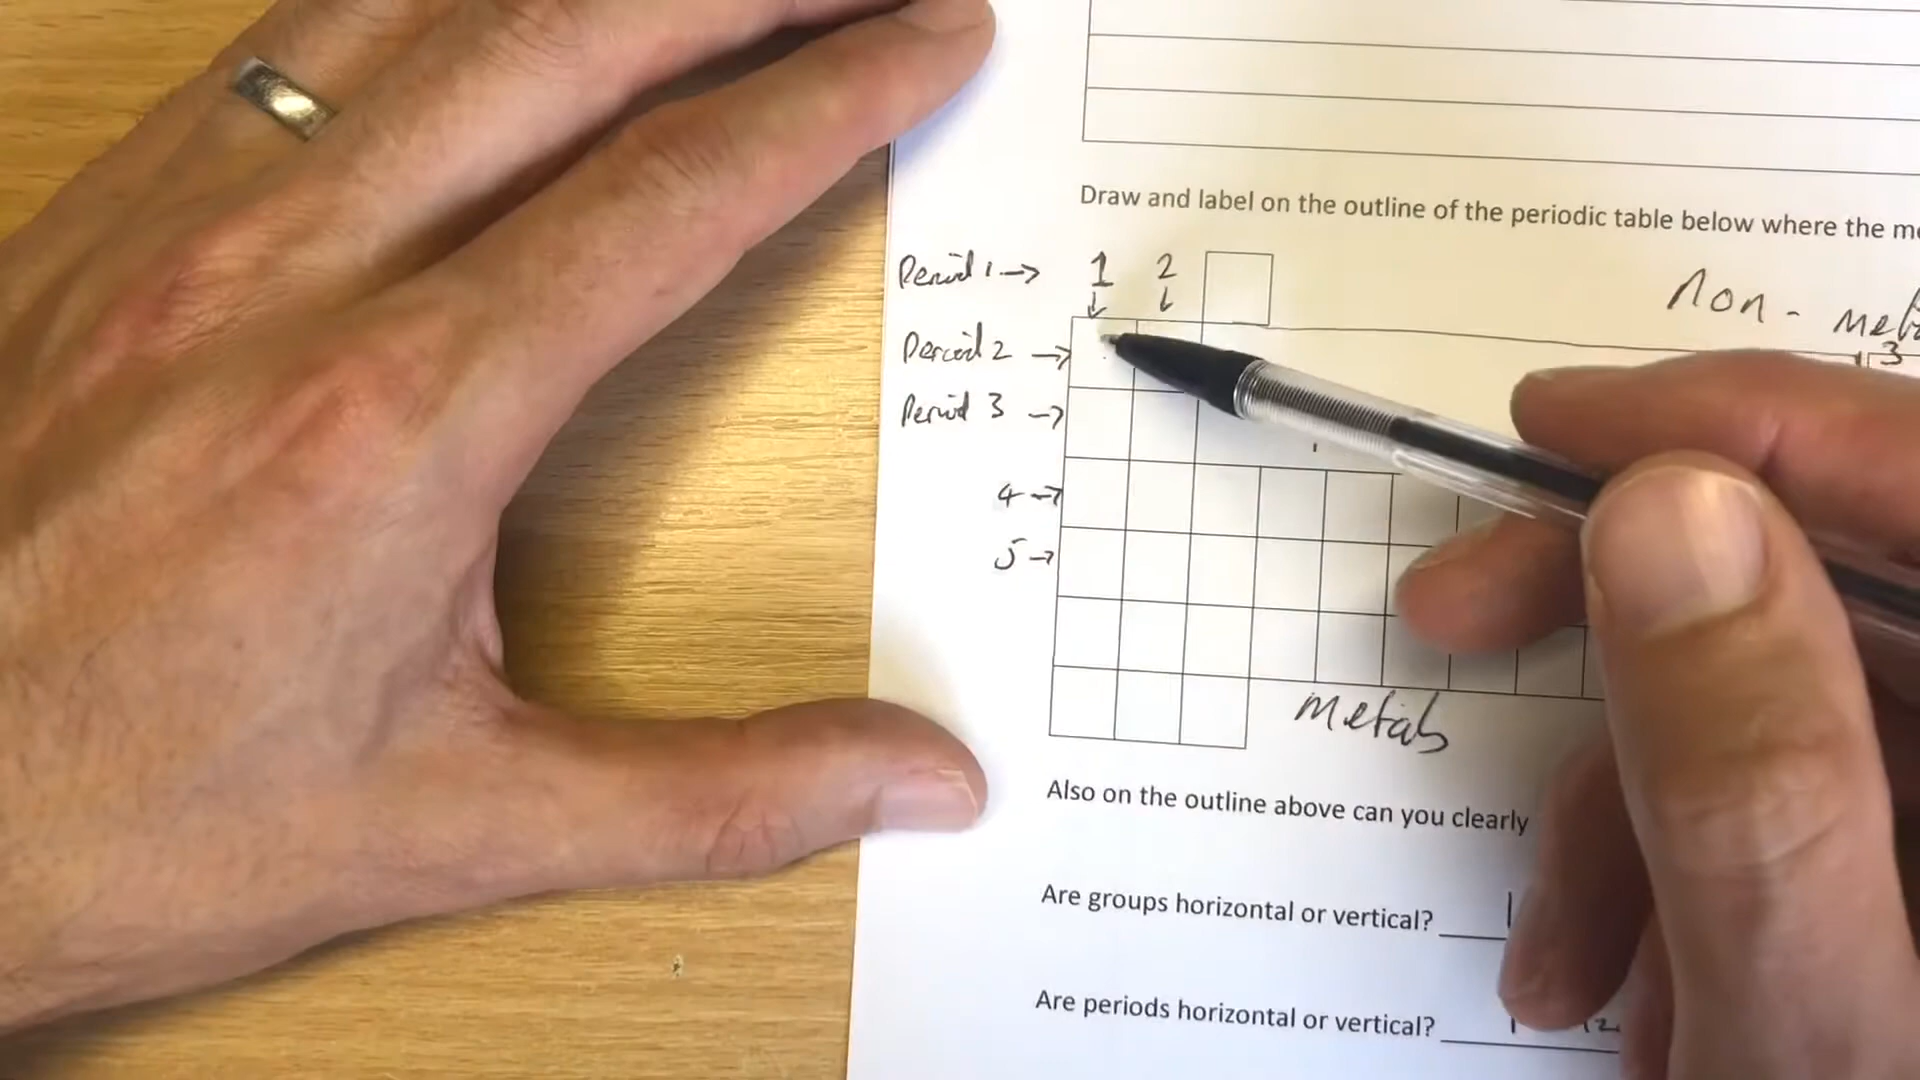 Draw and label on the outline of the periodic table below where the me
Period 1 → 1 2
Non - met
Period 2 →
3
Period 3 →
4 →
5 →
metals
Also on the outline above can you clearly
Are groups horizontal or vertical?
Are periods horizontal or vertical?